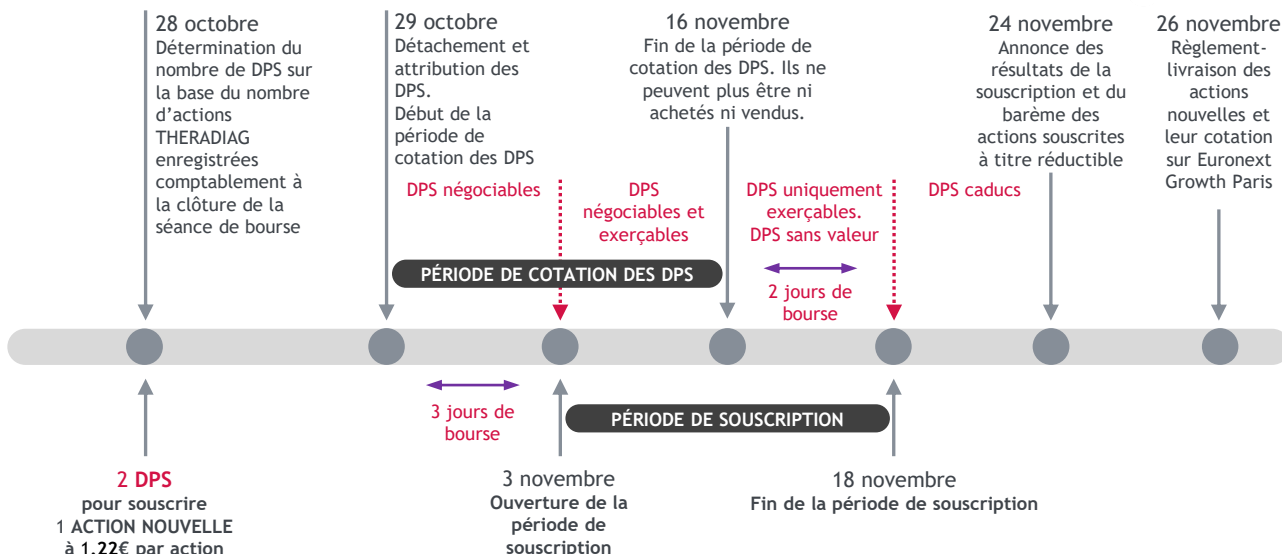 28 octobre
Détermination du
nombre de DPS sur
la base du nombre
d'actions
THERADIAG
enregistrées
comptablement à
la clôture de la
séance de bourse
29 octobre
Détachement et
attribution des
DPS.
Début de la
période de
cotation des DPS
16 novembre
Fin de la période de
cotation des DPS. Ils ne
peuvent plus être ni
achetés ni vendus.
24 novembre
Annonce des
résultats de la
souscription et du
barème des
actions souscrites
à titre réductible
26 novembre
Règlement-
livraison des
actions
nouvelles et
leur cotation
sur Euronext
Growth Paris
DPS négociables
DPS
négociables et
exerçables
DPS uniquement
exerçables.
DPS sans valeur
DPS caducs
PÉRIODE DE COTATION DES DPS
2 jours de
bourse
3 jours de
bourse
PÉRIODE DE SOUSCRIPTION
2 DPS
pour souscrire
1 ACTION NOUVELLE
à 1,22€ par action
3 novembre
Ouverture de la
période de
souscription
18 novembre
Fin de la période de souscription